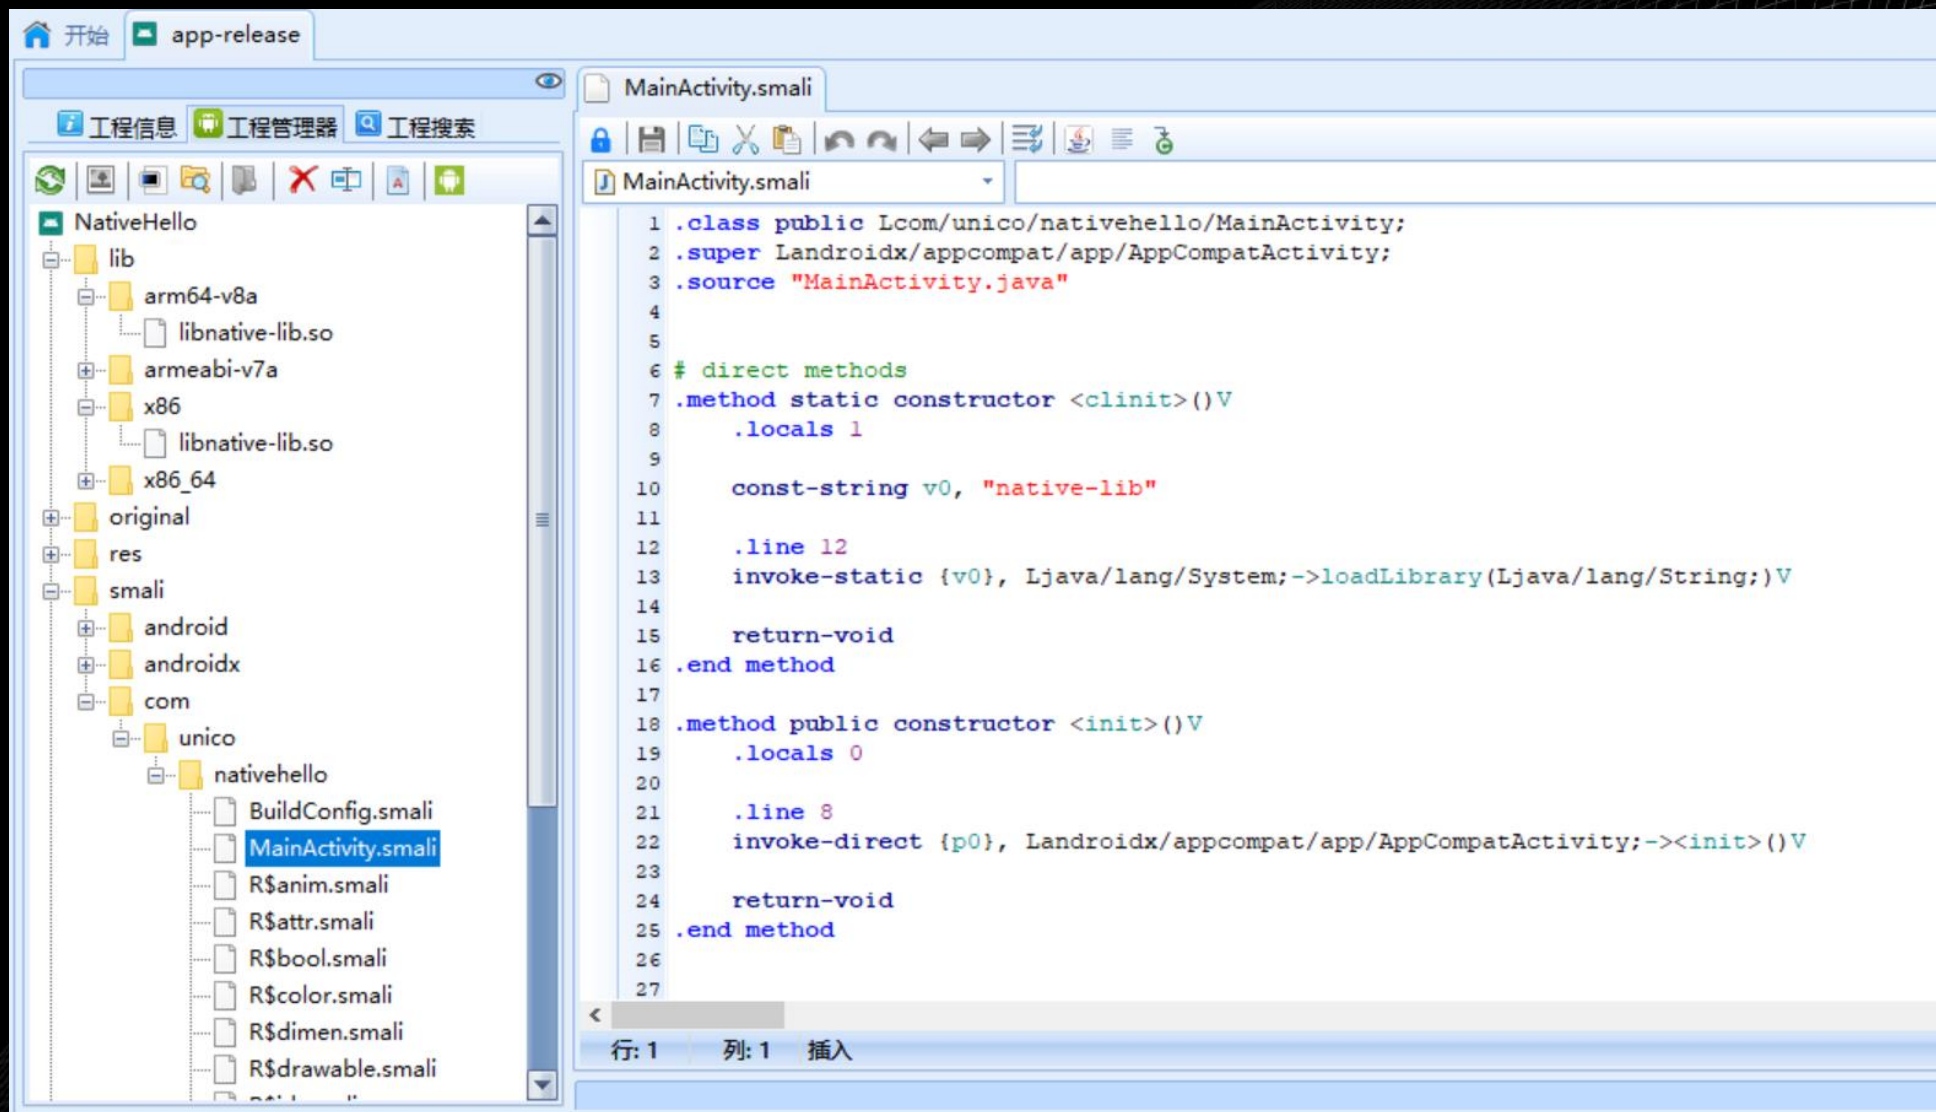 开始 app-release
工程信息 工程管理器 工程搜索
NativeHello
lib
arm64-v8a
libnative-lib.so
armeabi-v7a
x86
libnative-lib.so
x86_64
original
res
smali
android
androidx
com
unico
nativehello
BuildConfig.smali
MainActivity.smali
R$anim.smali
R$attr.smali
R$bool.smali
R$color.smali
R$dimen.smali
R$drawable.smali
MainActivity.smali
MainActivity.smali
1 .class public Lcom/unico/nativehello/MainActivity;
2 .super Landroidx/appcompat/app/AppCompatActivity;
3 .source "MainActivity.java"
4
5
6 # direct methods
7 .method static constructor <clinit>()V
8 .locals 1
9
10 const-string v0, "native-lib"
11
12 .line 12
13 invoke-static {v0}, Ljava/lang/System;->loadLibrary(Ljava/lang/String;)V
14
15 return-void
16 .end method
17
18 .method public constructor <init>()V
19 .locals 0
20
21 .line 8
22 invoke-direct {p0}, Landroidx/appcompat/app/AppCompatActivity;-><init>()V
23
24 return-void
25 .end method
26
27
行: 1 列: 1 插入